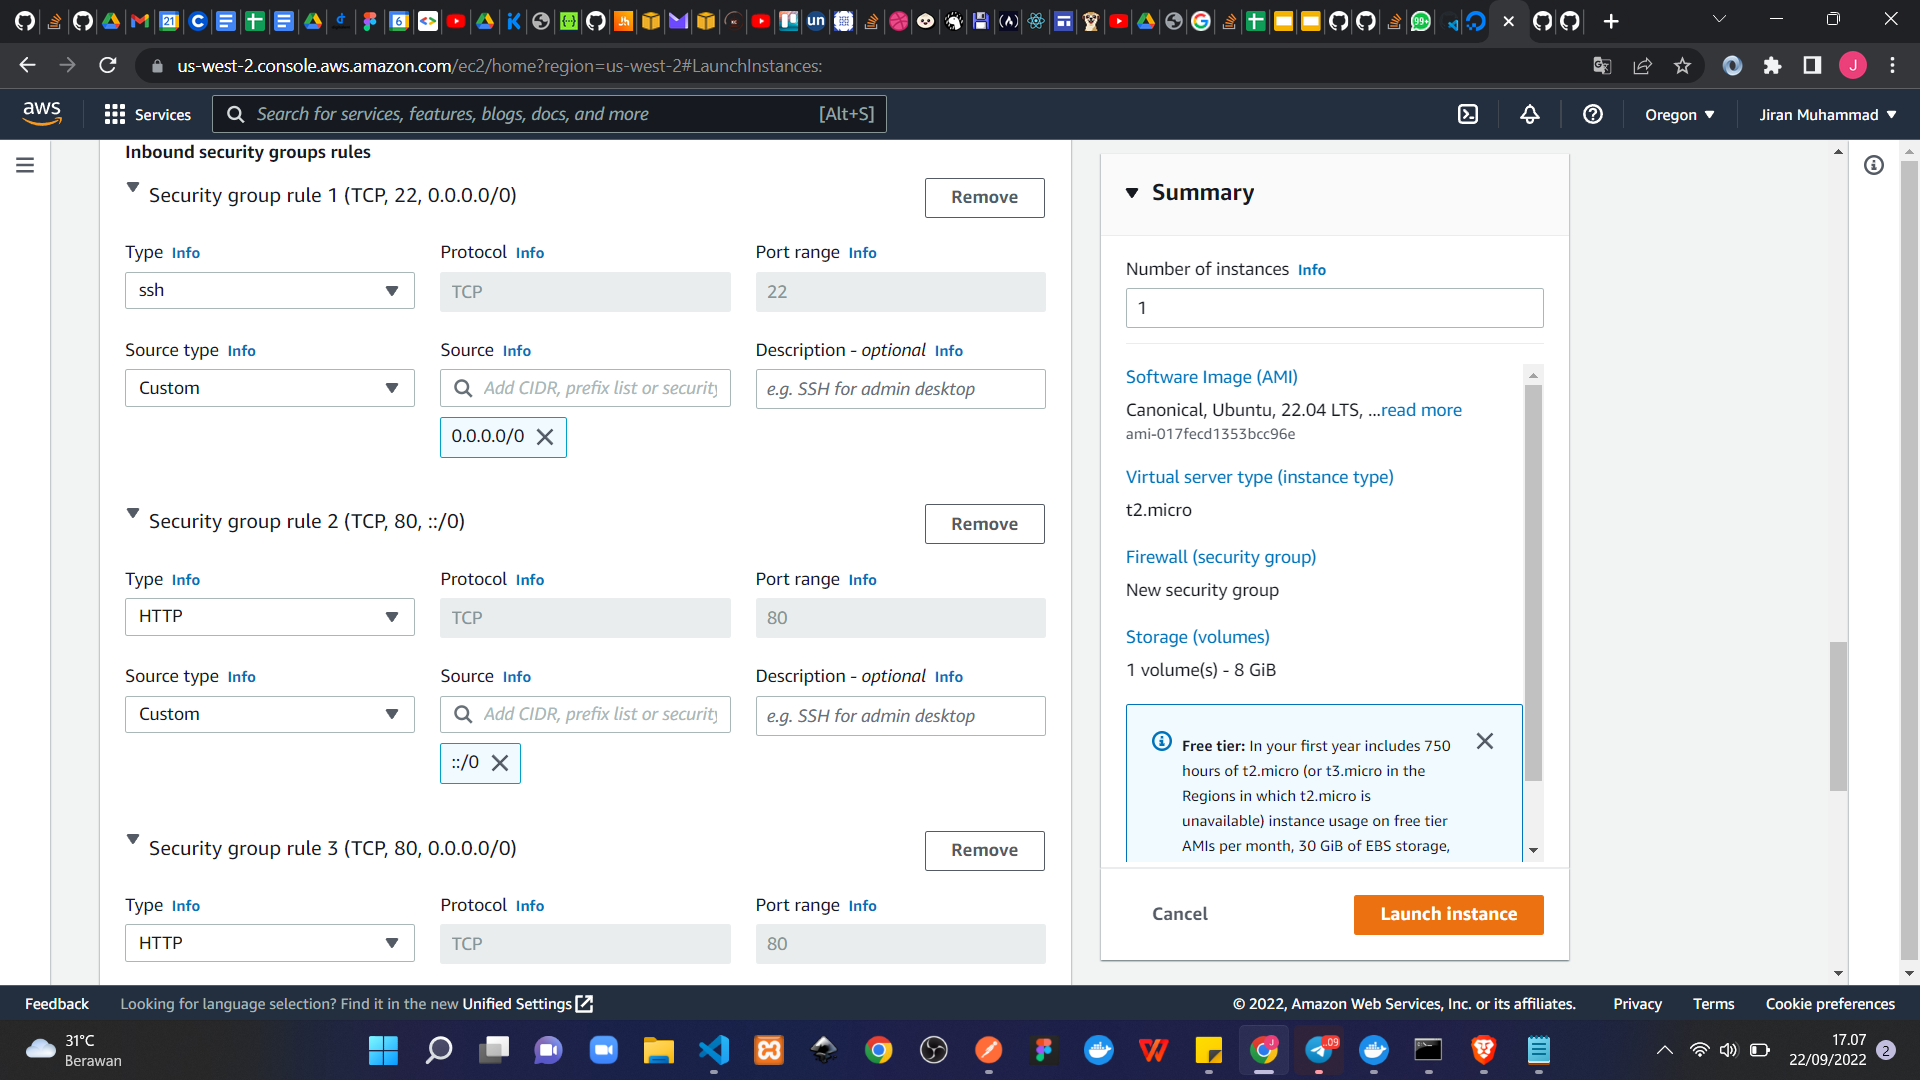 us-west-2.console.aws.amazon.com/ec2/home?region=us-west-2#LaunchInstances:
J
aws
Services
Search for services, features, blogs, docs, and more
[Alt+S]
Oregon
Jiran Muhammad
Inbound security groups rules
Security group rule 1 (TCP, 22, 0.0.0.0/0)
Remove
Type Info
Protocol Info
Port range Info
ssh
TCP
22
Source type Info
Source Info
Description - optional Info
Custom
Add CIDR, prefix list or security
e.g. SSH for admin desktop
0.0.0.0/0
Security group rule 2 (TCP, 80, ::/0)
Remove
Type Info
Protocol Info
Port range Info
HTTP
TCP
80
Source type Info
Source Info
Description - optional Info
Custom
Add CIDR, prefix list or security
e.g. SSH for admin desktop
::/0
Security group rule 3 (TCP, 80, 0.0.0.0/0)
Remove
Type Info
Protocol Info
Port range Info
HTTP
TCP
80
Summary
Number of instances Info
1
Software Image (AMI)
Canonical, Ubuntu, 22.04 LTS, ...read more
ami-017fecd1353bcc96e
Virtual server type (instance type)
t2.micro
Firewall (security group)
New security group
Storage (volumes)
1 volume(s) - 8 GiB
Free tier: In your first year includes 750
hours of t2.micro (or t3.micro in the
Regions in which t2.micro is
unavailable) instance usage on free tier
AMIs per month, 30 GiB of EBS storage,
Cancel
Launch instance
Feedback
Looking for language selection? Find it in the new Unified Settings
© 2022, Amazon Web Services, Inc. or its affiliates.
Privacy
Terms
Cookie preferences
31°C
Berawan
17.07
22/09/2022
2